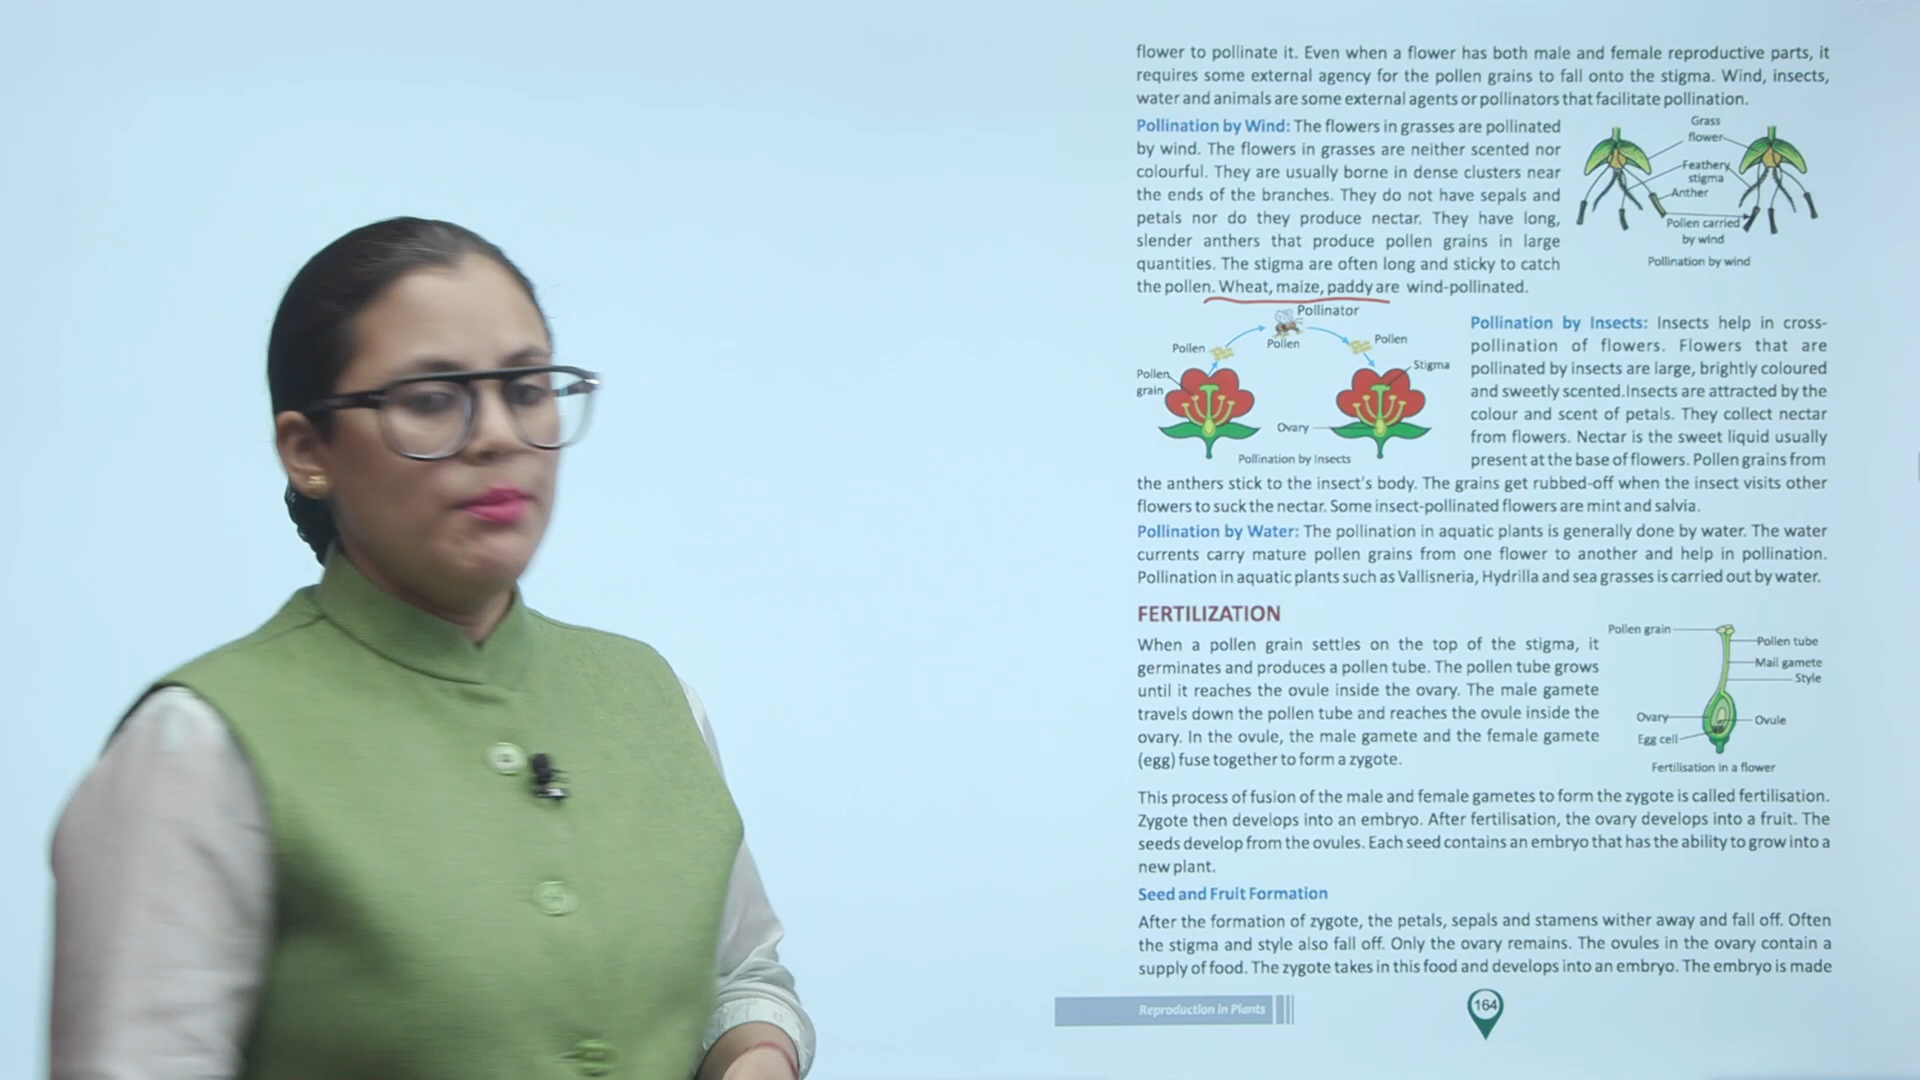 flower to pollinate it. Even when a flower has both male and female reproductive parts, it
requires some external agency for the pollen grains to fall onto the stigma. Wind, insects,
water and animals are some external agents or pollinators that facilitate pollination.
Pollination by Wind: The flowers in grasses are pollinated
by wind. The flowers in grasses are neither scented nor
colourful. They are usually borne in dense clusters near
the ends of the branches. They do not have sepals and
petals nor do they produce nectar. They have long,
slender anthers that produce pollen grains in large
quantities. The stigma are often long and sticky to catch
the pollen. Wheat, maize, paddy are wind-pollinated.
Grass
flower
Feathery
stigma
Anther
Pollen carried
by wind
Pollination by wind
Pollinator
Pollen
Pollen
Pollen
Pollen
grain
Stigma
Ovary
Pollination by Insects
Pollination by Insects: Insects help in cross-
pollination of flowers. Flowers that are
pollinated by insects are large, brightly coloured
and sweetly scented.Insects are attracted by the
colour and scent of petals. They collect nectar
from flowers. Nectar is the sweet liquid usually
present at the base of flowers. Pollen grains from
the anthers stick to the insect's body. The grains get rubbed-off when the insect visits other
flowers to suck the nectar. Some insect-pollinated flowers are mint and salvia.
Pollination by Water: The pollination in aquatic plants is generally done by water. The water
currents carry mature pollen grains from one flower to another and help in pollination.
Pollination in aquatic plants such as Vallisneria, Hydrilla and sea grasses is carried out by water.
FERTILIZATION
When a pollen grain settles on the top of the stigma, it
germinates and produces a pollen tube. The pollen tube grows
until it reaches the ovule inside the ovary. The male gamete
travels down the pollen tube and reaches the ovule inside the
ovary. In the ovule, the male gamete and the female gamete
(egg) fuse together to form a zygote.
Pollen grain
Pollen tube
Mail gamete
Style
Ovary
Ovule
Egg cell
Fertilisation in a flower
This process of fusion of the male and female gametes to form the zygote is called fertilisation.
Zygote then develops into an embryo. After fertilisation, the ovary develops into a fruit. The
seeds develop from the ovules. Each seed contains an embryo that has the ability to grow into a
new plant.
Seed and Fruit Formation
After the formation of zygote, the petals, sepals and stamens wither away and fall off. Often
the stigma and style also fall off. Only the ovary remains. The ovules in the ovary contain a
supply of food. The zygote takes in this food and develops into an embryo. The embryo is made
Reproduction in Plants
164